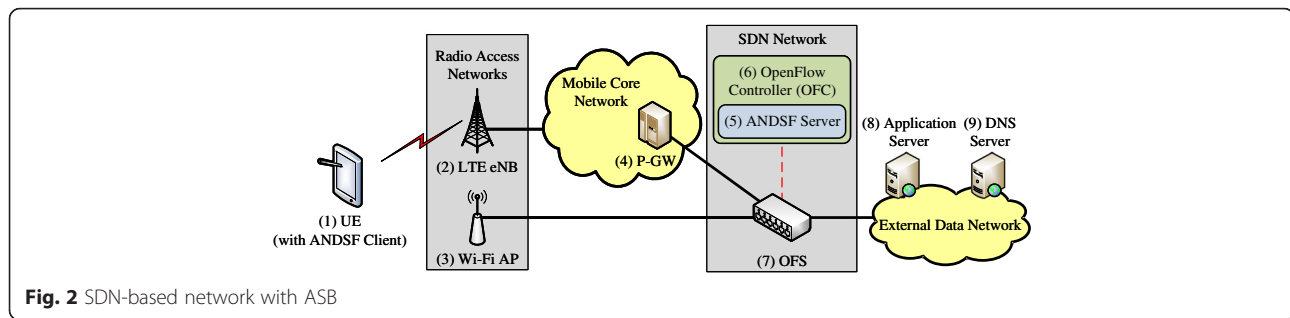 Radio Access
Networks
(2) LTE eNB
(3) Wi-Fi AP
(1) UE
(with ANDSF Client)
Mobile Core
Network
(4) P-GW
SDN Network
(6) OpenFlow
Controller (OFC)
(5) ANDSF Server
(7) OFS
(8) Application
Server
(9) DNS
Server
External Data Network
Fig. 2 SDN-based network with ASB